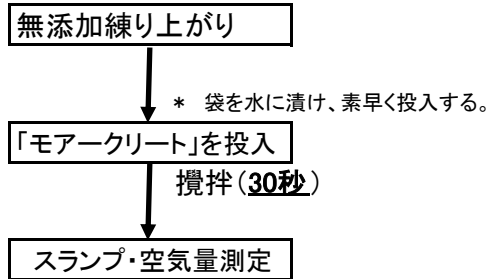 無添加練り上がり
* 袋を水に漬け、素早く投入する。
「モアークリート」を投入
攪拌(30秒)
スランプ・空気量測定